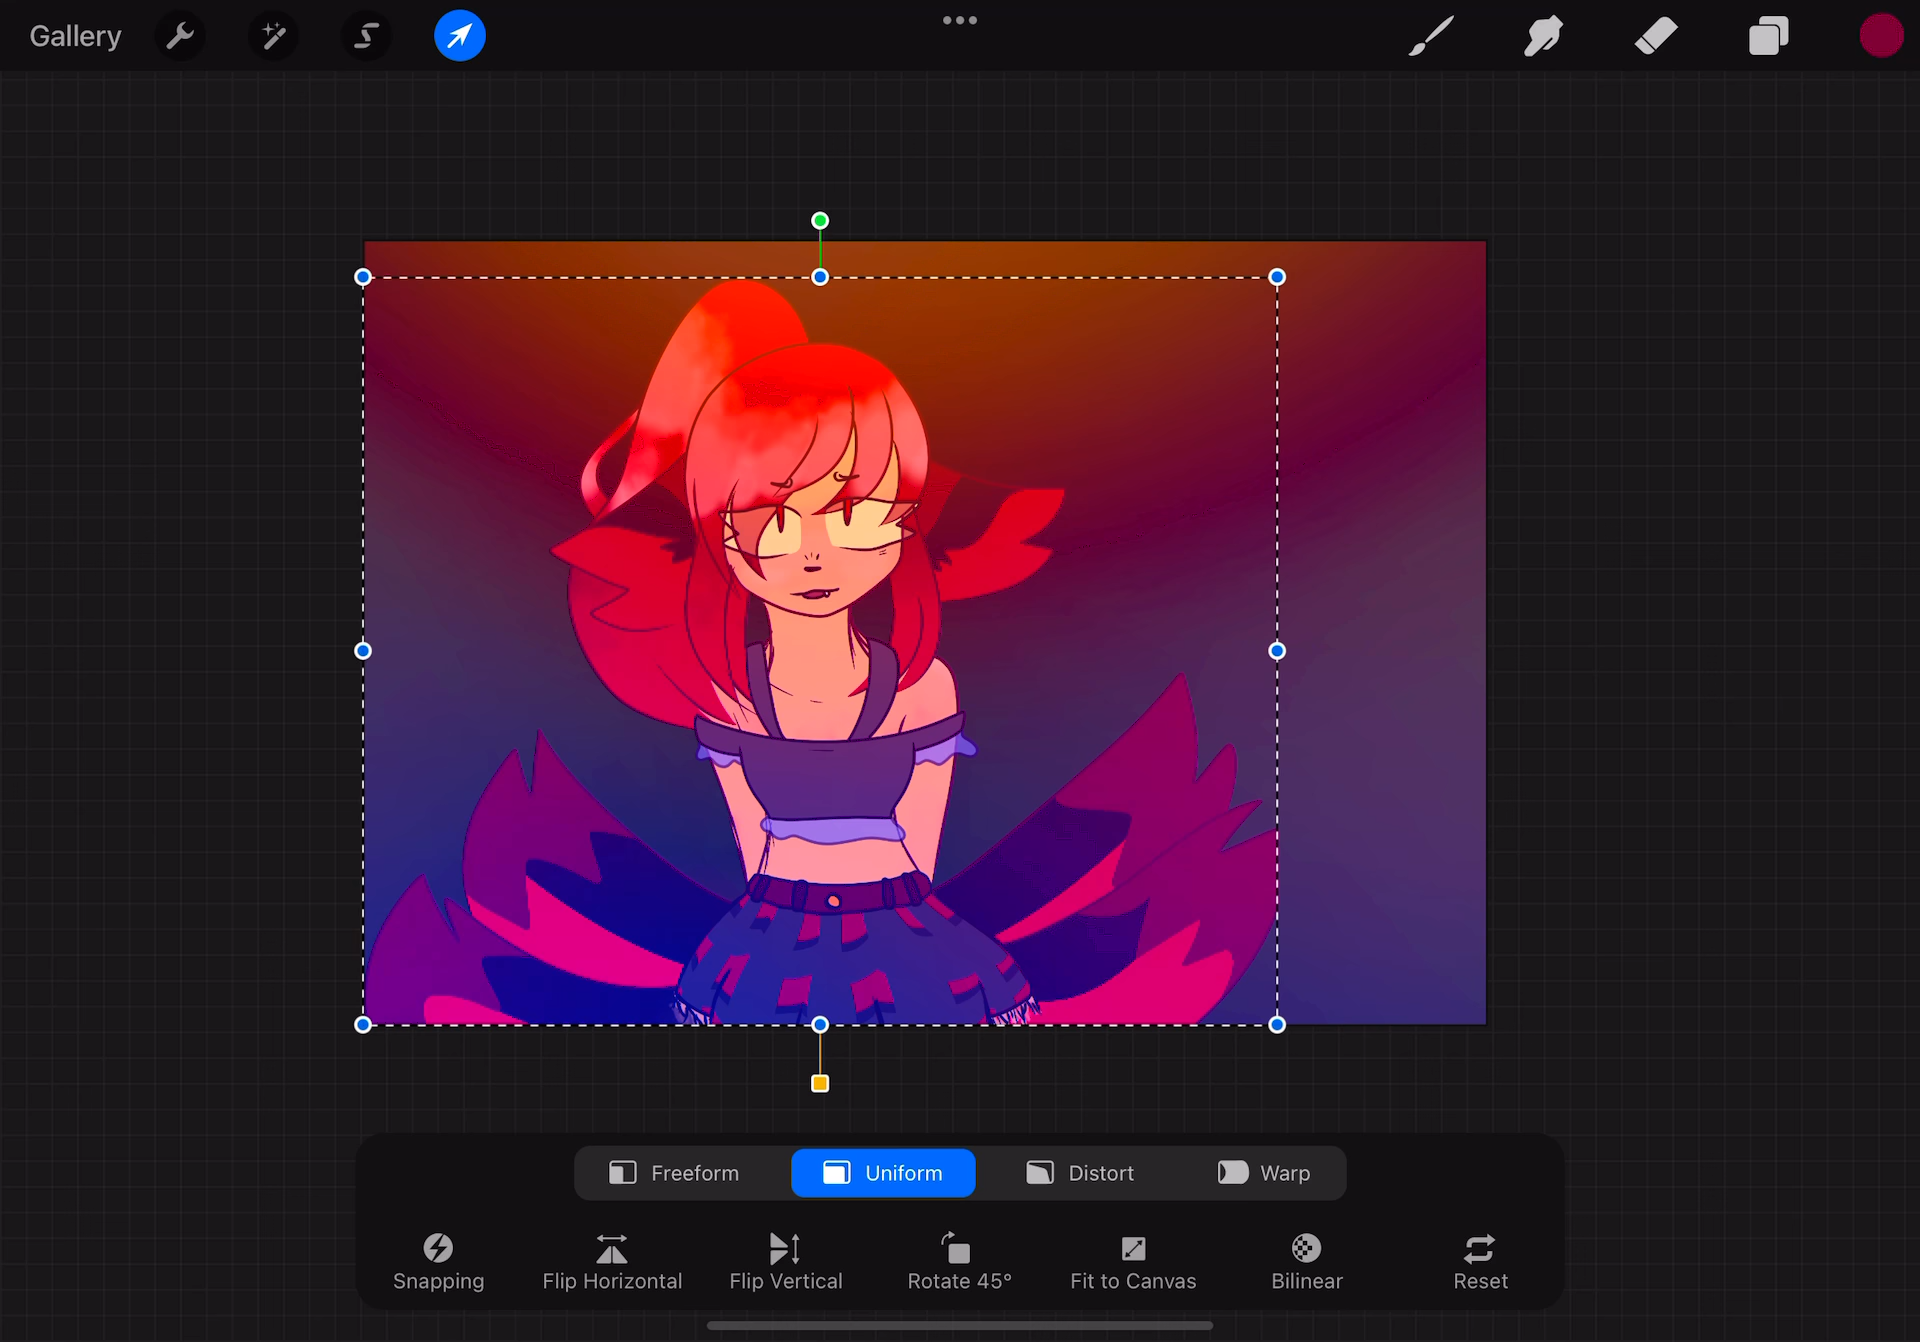 Gallery
Freeform Uniform Distort Warp
Snapping Flip Horizontal Flip Vertical Rotate 45° Fit to Canvas Bilinear Reset